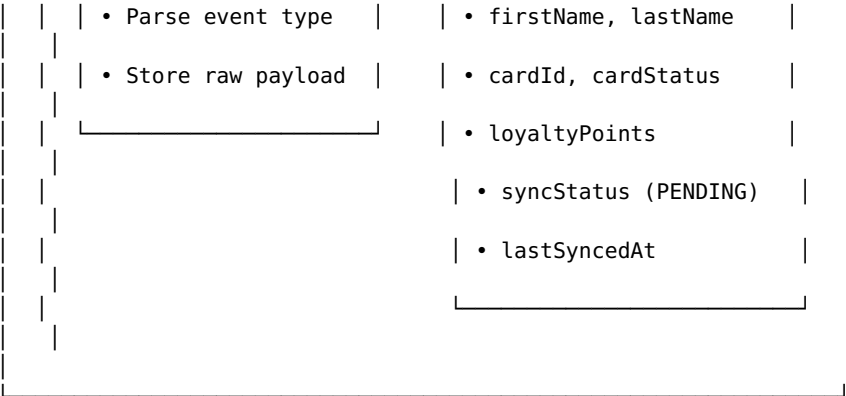 • Parse event type • firstName, lastName
• Store raw payload • cardId, cardStatus
• loyaltyPoints
• syncStatus (PENDING)
• lastSyncedAt